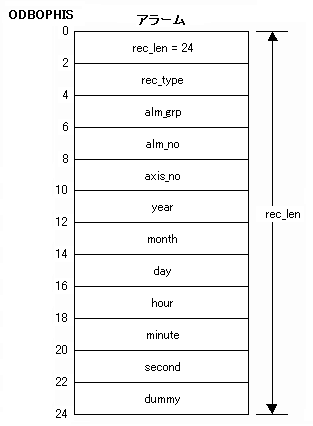 ODBOPHIS
アラーム
0
rec_len = 24
2
rec_type
4
alm_grp
6
alm_no
8
axis_no
10
year
12
month
rec_len
14
day
16
hour
18
minute
20
second
22
dummy
24